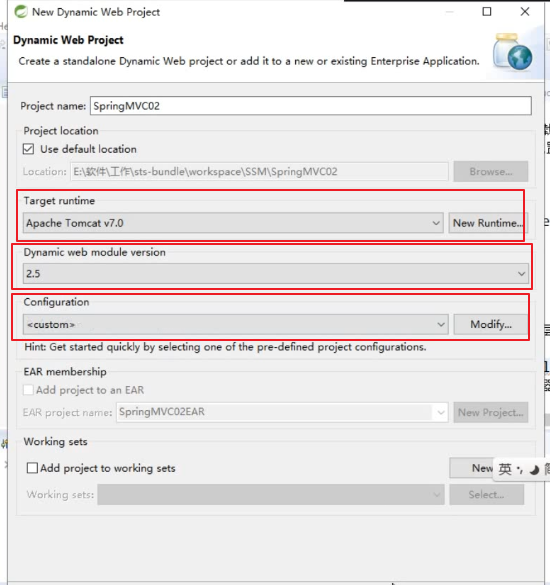 New Dynamic Web Project
Dynamic Web Project
Create a standalone Dynamic Web project or add it to a new or existing Enterprise Application.
Project name: SpringMVC02
Project location
Use default location
Location: E:\软件\工作\sts-bundle\workspace\SSM\SpringMVC02 Browse...
Target runtime
Apache Tomcat v7.0 New Runtime...
Dynamic web module version
2.5
Configuration
<custom> Modify...
Hint: Get started quickly by selecting one of the pre-defined project configurations.
EAR membership
Add project to an EAR
EAR project name: SpringMVC02EAR New Project...
Working sets
Add project to working sets New
英 简
Working sets: Select...